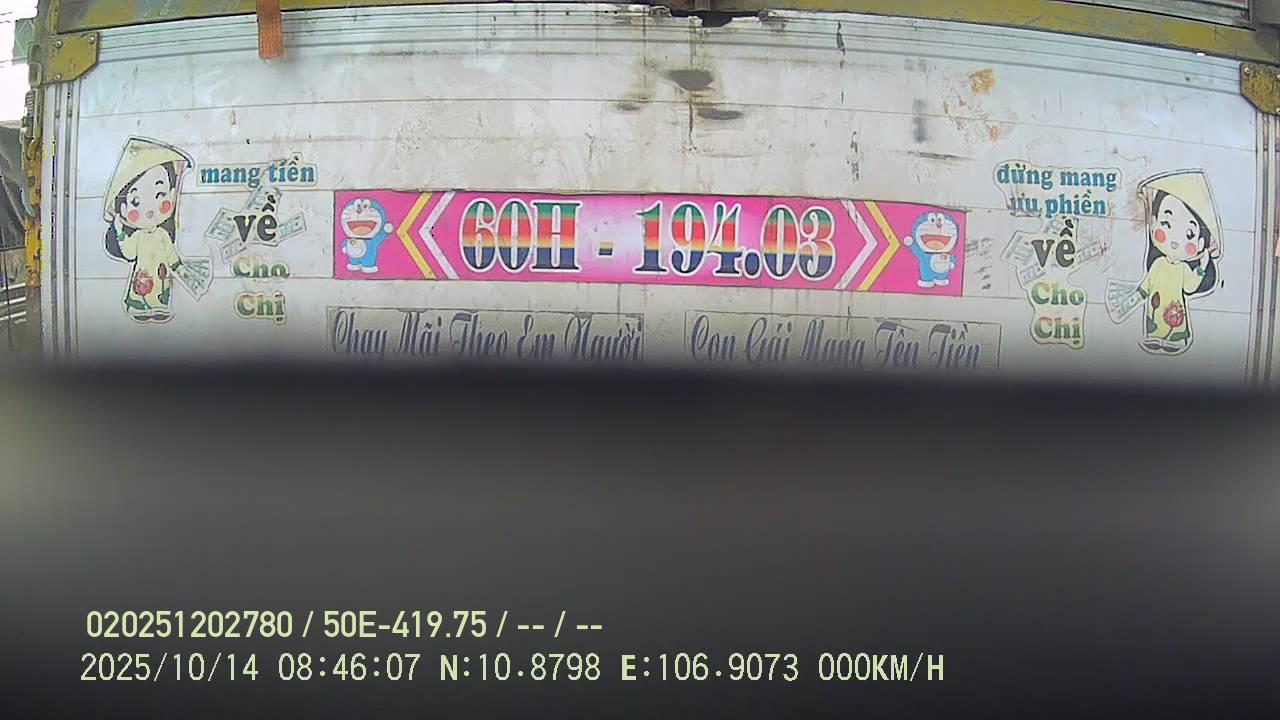 mang tiền
về
Cho
Chị
60H - 194.03
đừng mang
ưu phiền
về
Cho
Chị
Chạy Mãi Theo Em Người
Con Gái Mang Tên Tiền
020251202780 / 50E-419.75 / -- / --
2025/10/14 08:46:07 N:10.8798 E:106.9073 000KM/H